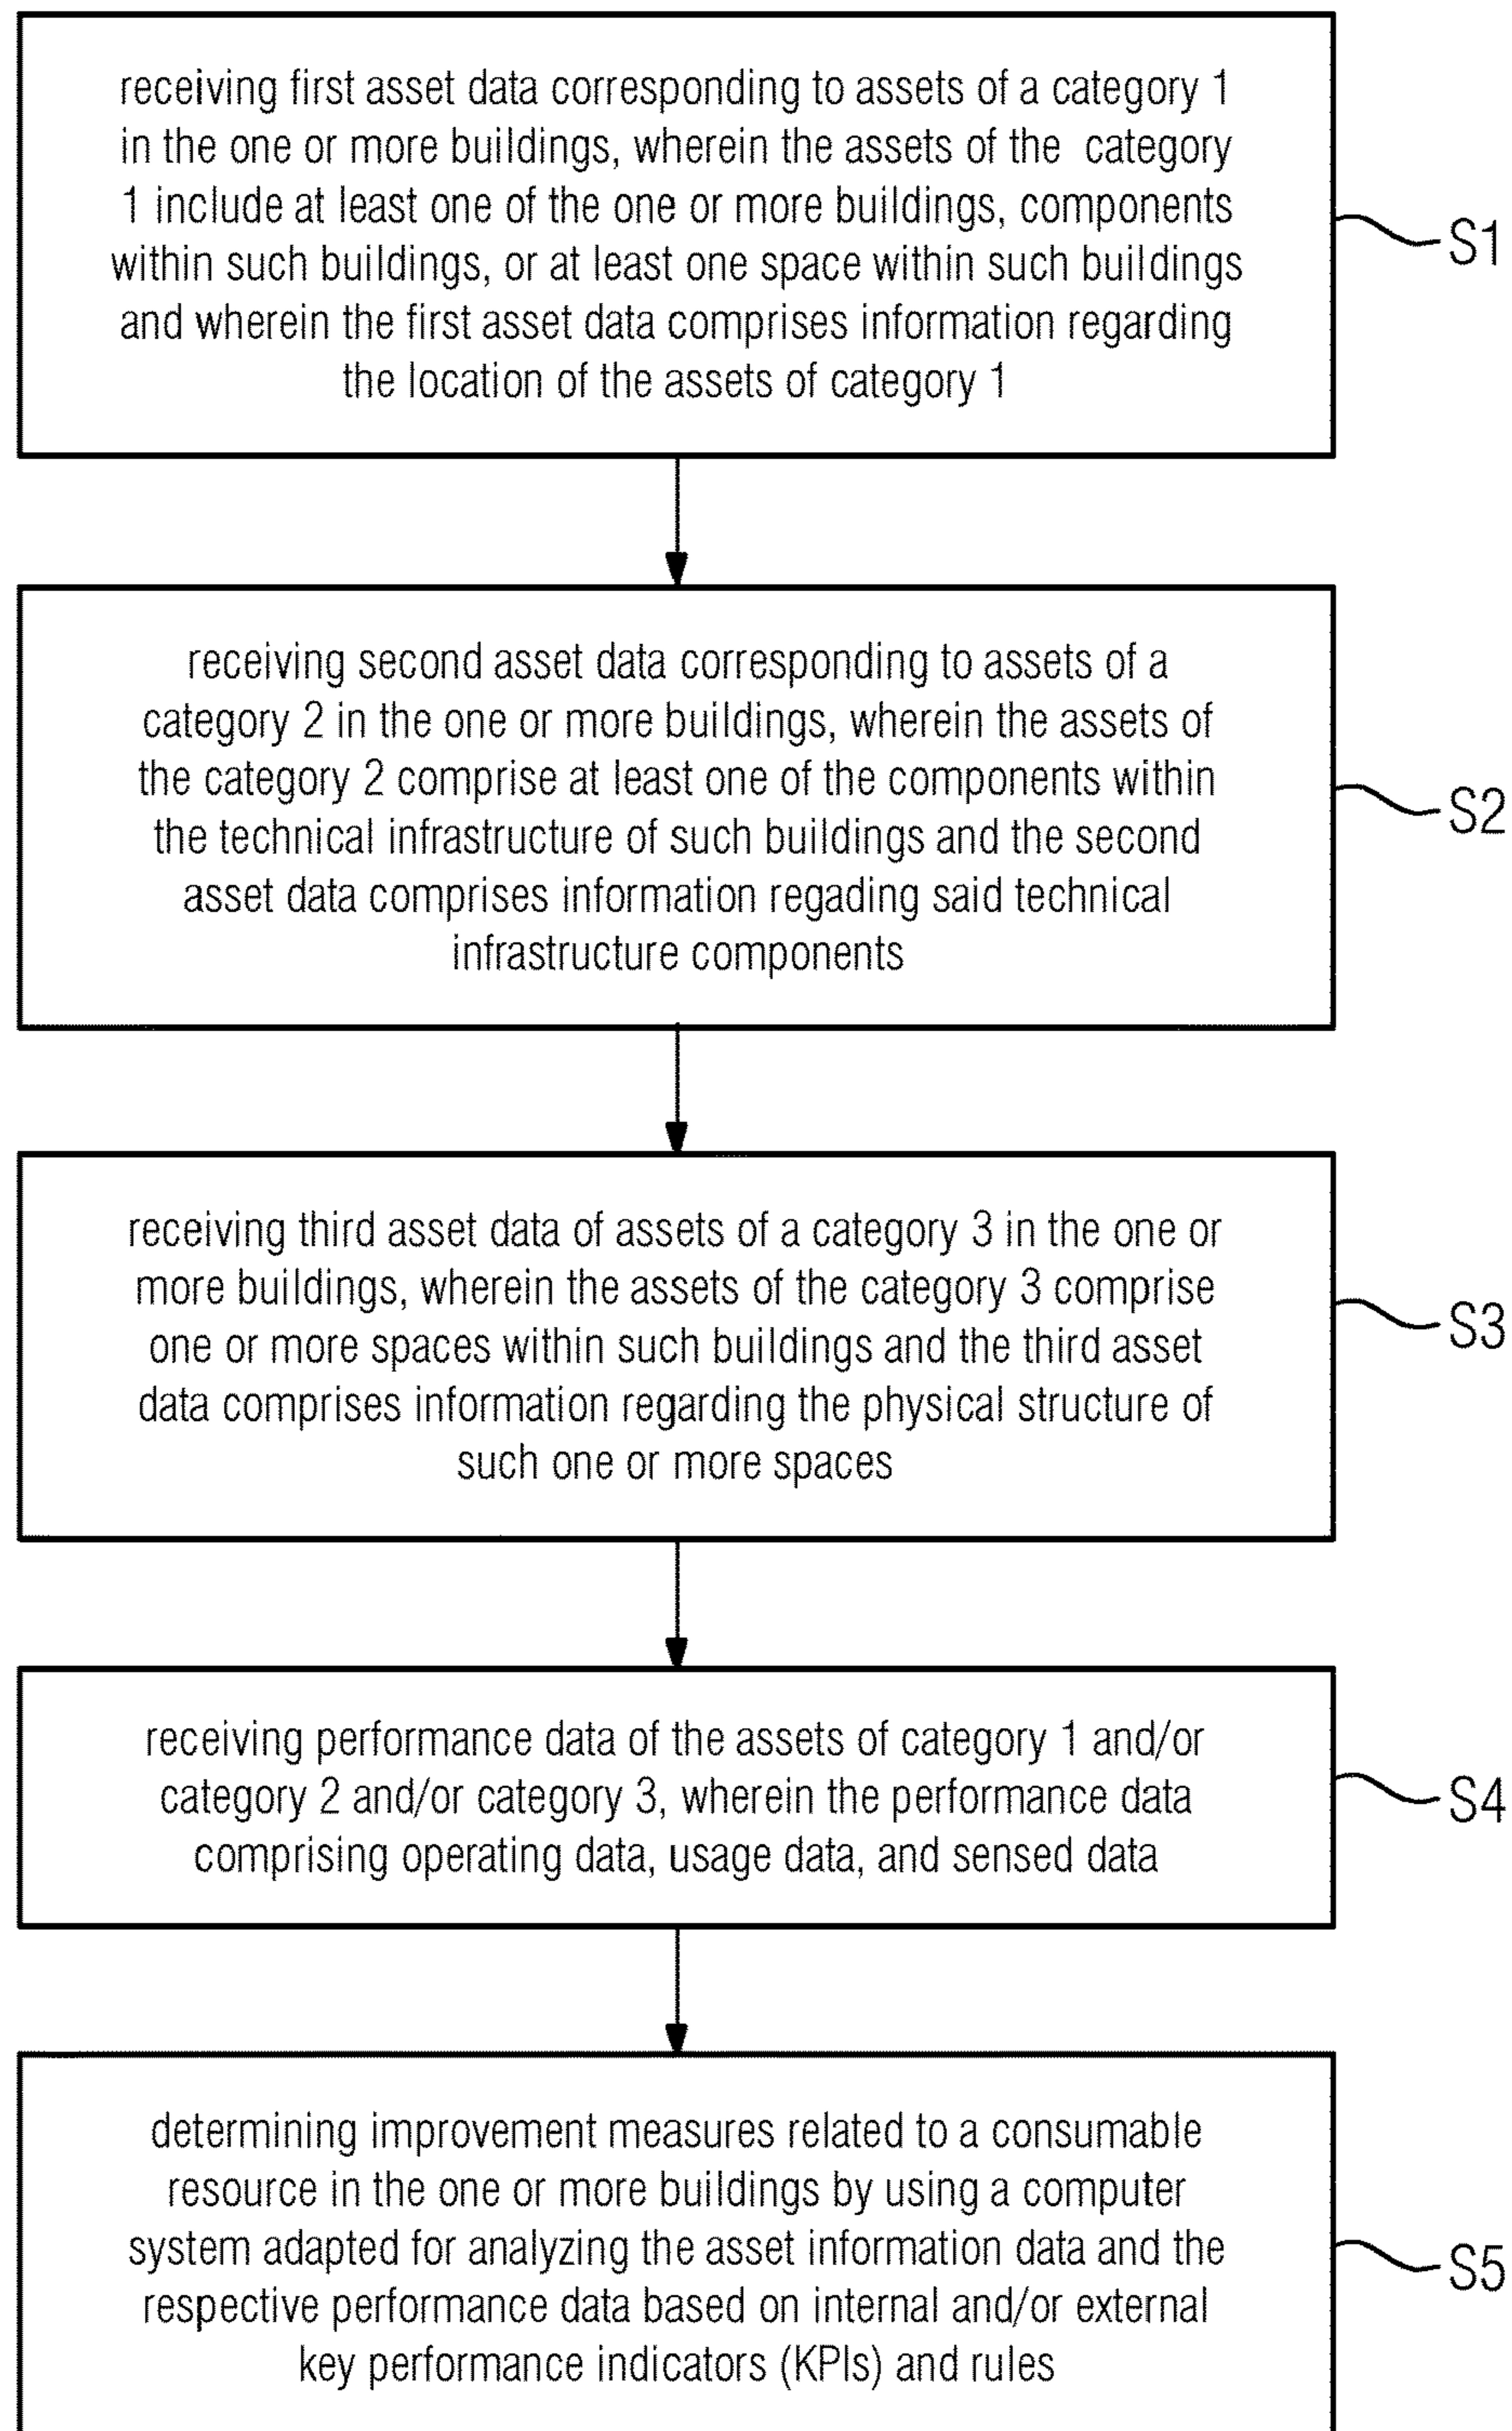 receiving first asset data corresponding to assets of a category 1
in the one or more buildings, wherein the assets of the category
1 include at least one of the one or more buildings, components
within such buildings, or at least one space within such buildings
and wherein the first asset data comprises information regarding
the location of the assets of category 1
S1
receiving second asset data corresponding to assets of a
category 2 in the one or more buildings, wherein the assets of
the category 2 comprise at least one of the components within
the technical infrastructure of such buildings and the second
asset data comprises information regading said technical
infrastructure components
S2
receiving third asset data of assets of a category 3 in the one or
more buildings, wherein the assets of the category 3 comprise
one or more spaces within such buildings and the third asset
data comprises information regarding the physical structure of
such one or more spaces
S3
receiving performance data of the assets of category 1 and/or
category 2 and/or category 3, wherein the performance data
comprising operating data, usage data, and sensed data
S4
determining improvement measures related to a consumable
resource in the one or more buildings by using a computer
system adapted for analyzing the asset information data and the
respective performance data based on internal and/or external
key performance indicators (KPIs) and rules
S5